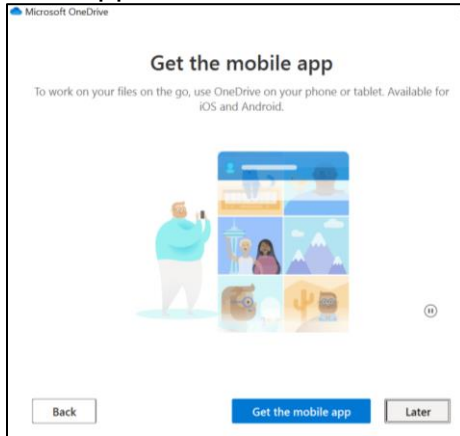 Microsoft OneDrive
Get the mobile app
To work on your files on the go, use OneDrive on your phone or tablet. Available for
iOS and Android.
Back
Get the mobile app
Later